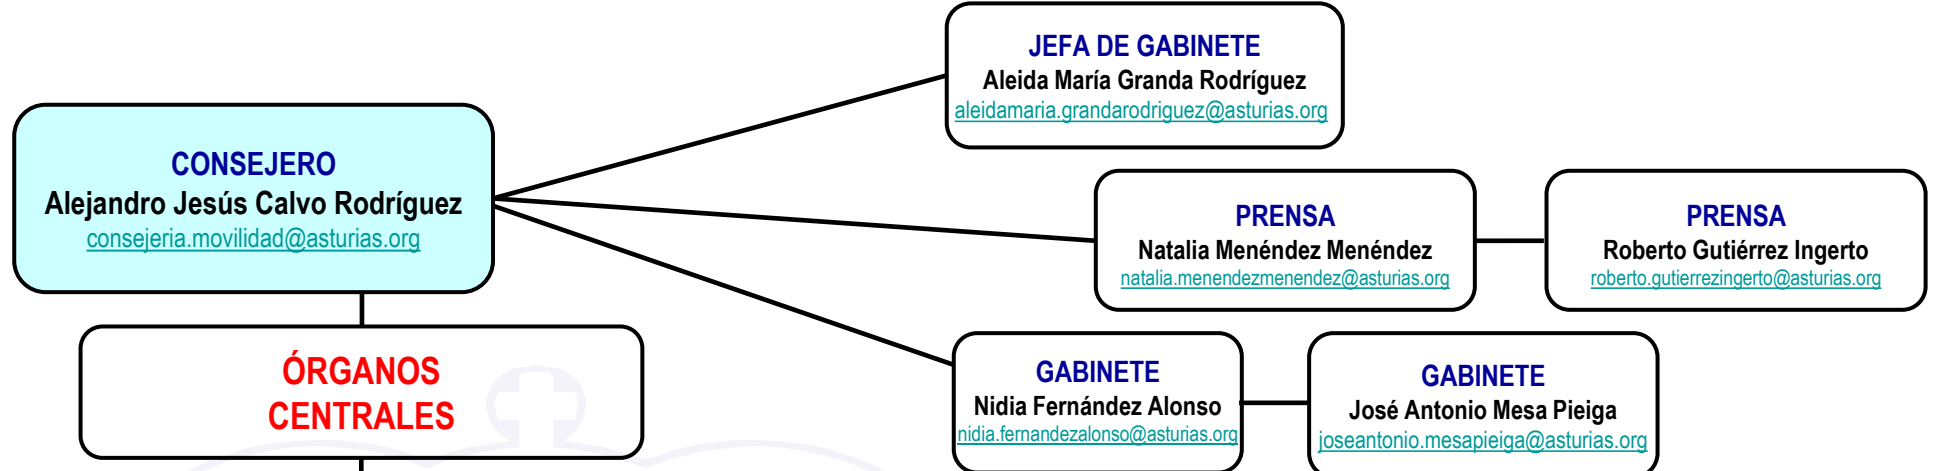 JEFA DE GABINETE
Aleida María Granda Rodríguez
aleidamaria.grandarodriguez@asturias.org
CONSEJERO
Alejandro Jesús Calvo Rodríguez
consejeria.movilidad@asturias.org
PRENSA
Natalia Menéndez Menéndez
natalia.menendezmenendez@asturias.org
PRENSA
Roberto Gutiérrez Ingerto
roberto.gutierrezingerto@asturias.org
ÓRGANOS
CENTRALES
GABINETE
Nidia Fernández Alonso
nidia.fernandezalonso@asturias.org
GABINETE
José Antonio Mesa Pieiga
joseantonio.mesapieiga@asturias.org